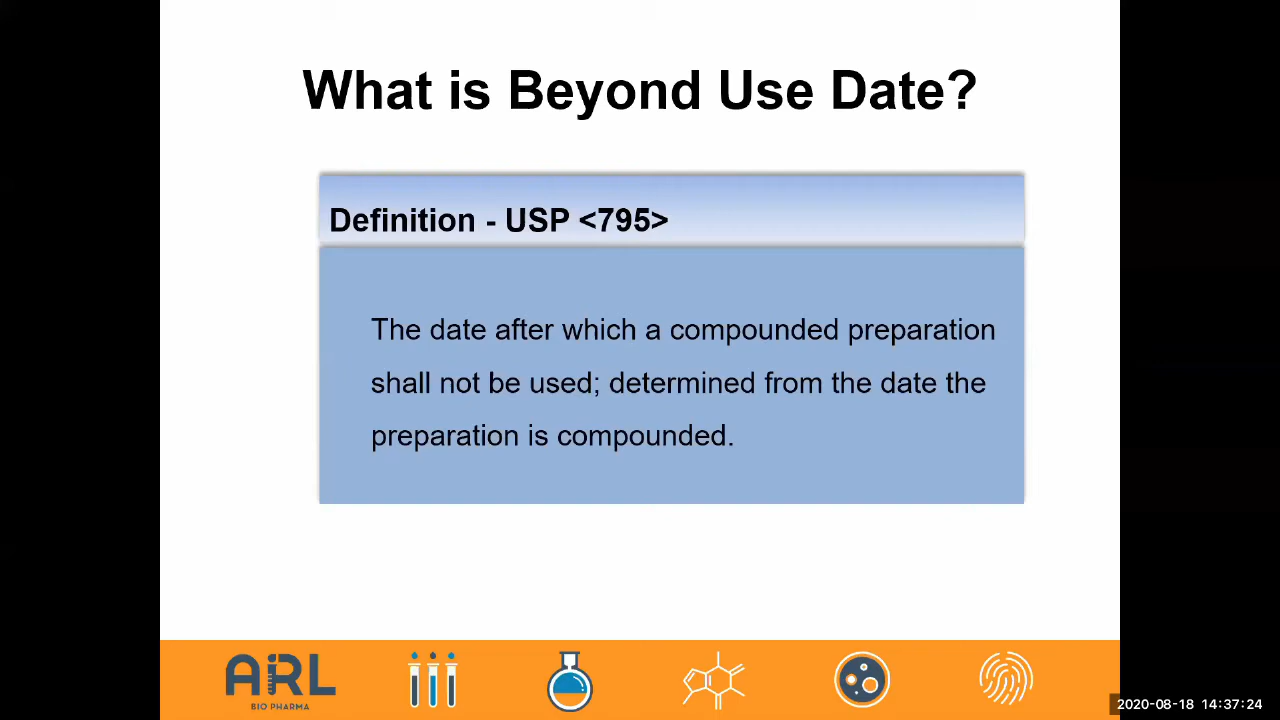 What is Beyond Use Date?
Definition - USP <795>
The date after which a compounded preparation
shall not be used; determined from the date the
preparation is compounded.
ARL
BIO PHARMA
2020-08-18 14:37:24